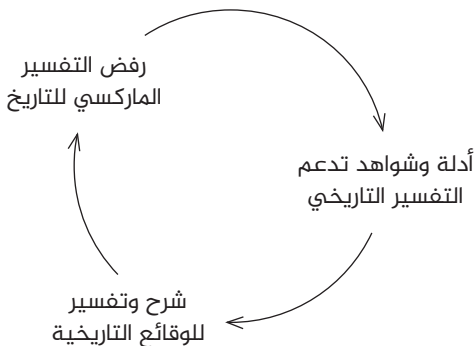 رفض التفسير
الماركسي للتاريخ
أدلة وشواهد تدعم
التفسير التاريخي
شرح وتفسير
للوقائع التاريخية